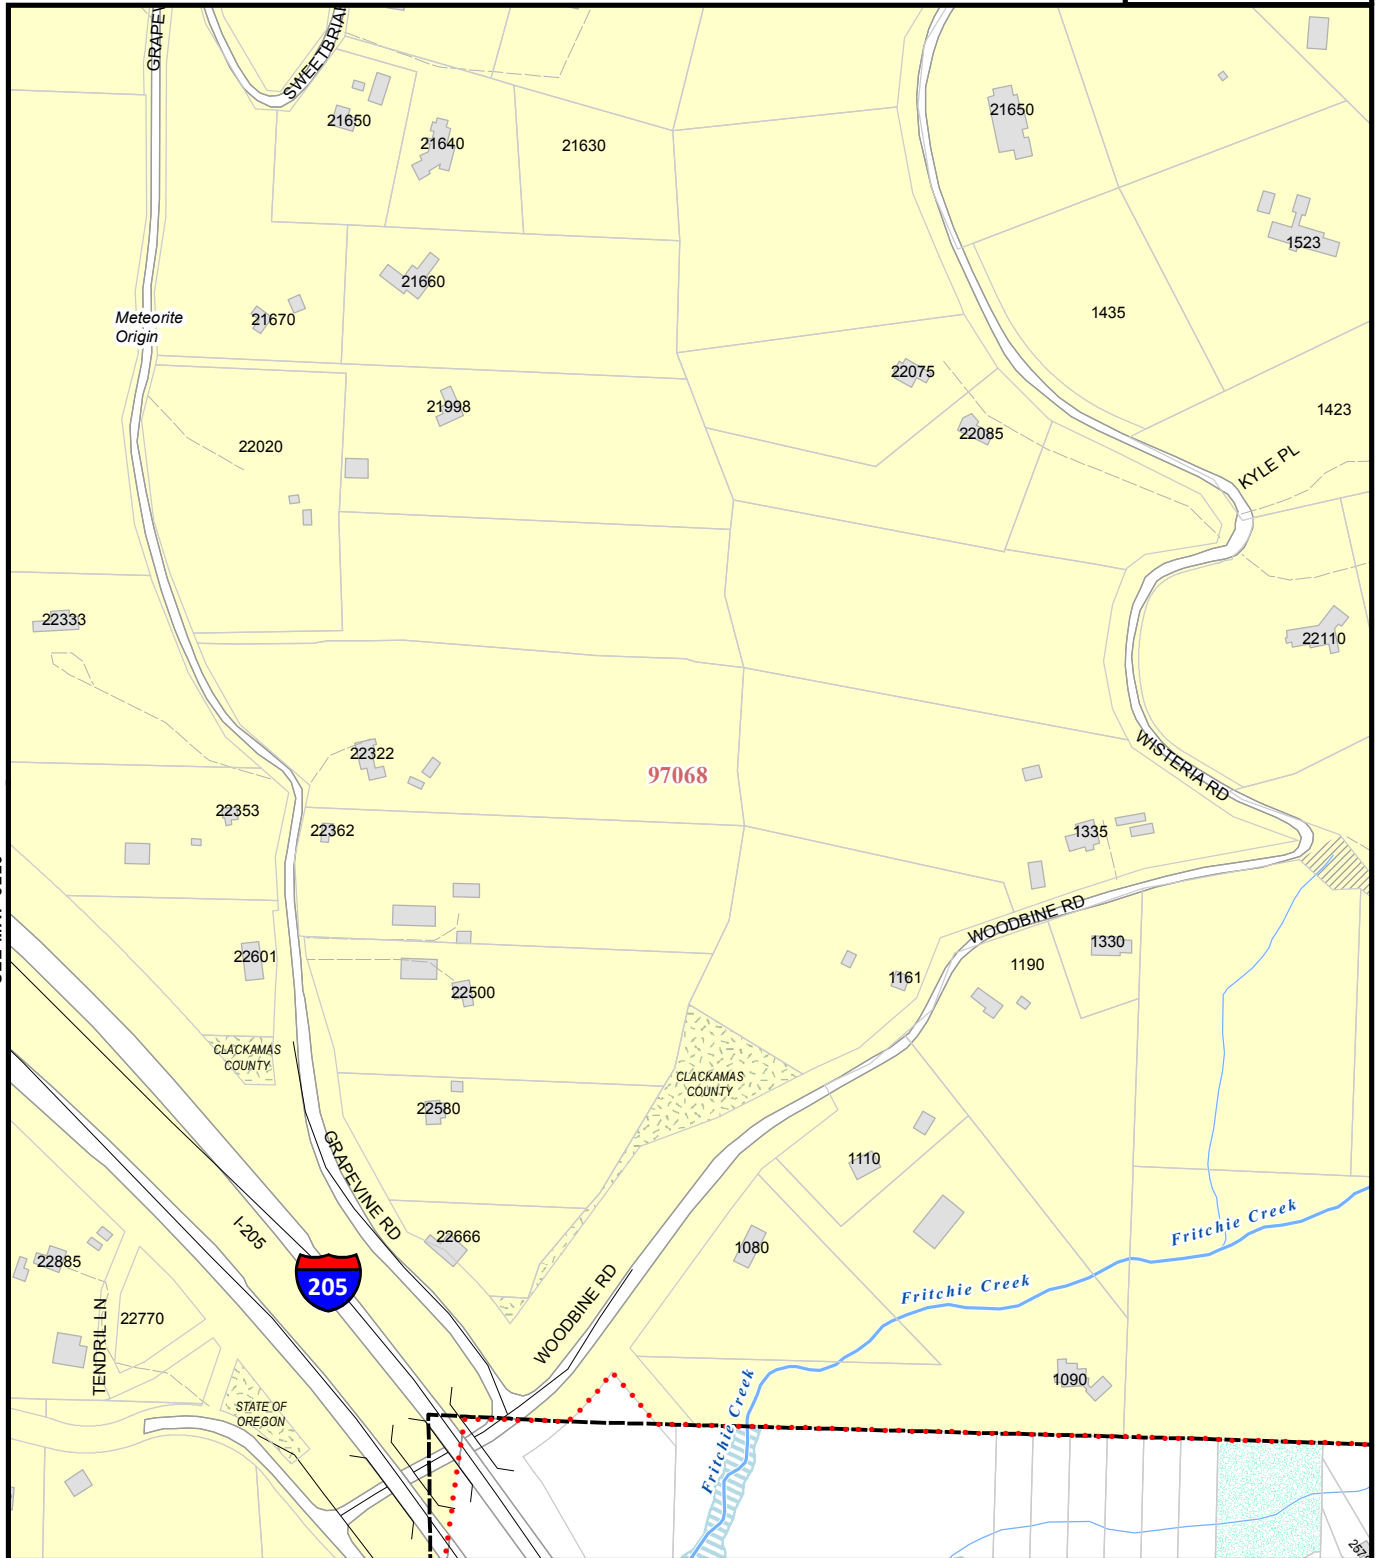 GRAPEV
SWEETBRIA
21650
21640
21630
21650
1523
21660
Meteorite
Origin
21670
1435
22075
21998
1423
22020
22085
KYLE PL
22333
22110
22322
97068
WISTERIA RD
22353
22362
1335
WOODBINE RD
22601
1330
1190
22500
1161
CLACKAMAS
COUNTY
CLACKAMAS
COUNTY
22580
GRAPEVINE RD
1110
I-205
22666
1080
Fritchie Creek
22885
205
Fritchie Creek
22770
WOODBINE RD
TENDRIL LN
1090
STATE OF
OREGON
Fritchie Creek